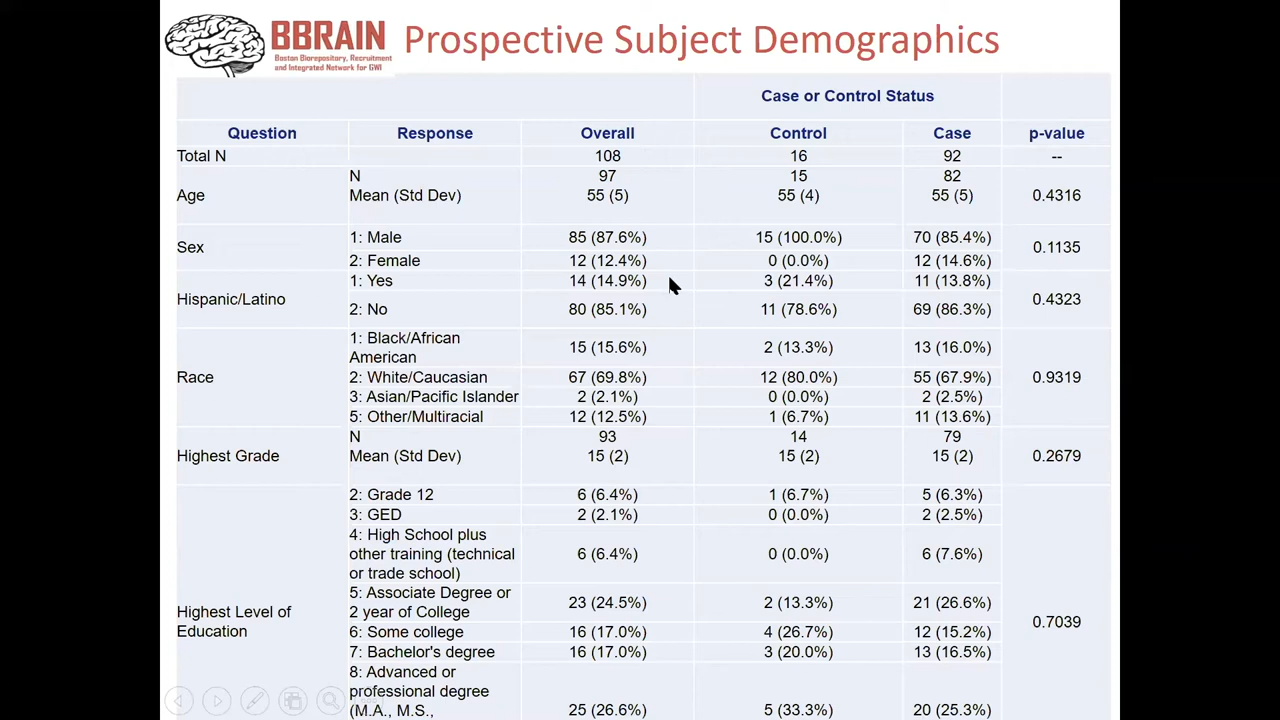 BBRAIN
Boston Biorepository, Recruitment
and Integrated Network for GWI
Prospective Subject Demographics
Case or Control Status
Question Response Overall Control Case p-value
Total N 108 16 92 --
Age N 97 15 82
Mean (Std Dev) 55 (5) 55 (4) 55 (5) 0.4316
Sex 1: Male 85 (87.6%) 15 (100.0%) 70 (85.4%) 0.1135
2: Female 12 (12.4%) 0 (0.0%) 12 (14.6%)
Hispanic/Latino 1: Yes 14 (14.9%) 3 (21.4%) 11 (13.8%) 0.4323
2: No 80 (85.1%) 11 (78.6%) 69 (86.3%)
Race 1: Black/African
American 15 (15.6%) 2 (13.3%) 13 (16.0%)
2: White/Caucasian 67 (69.8%) 12 (80.0%) 55 (67.9%) 0.9319
3: Asian/Pacific Islander 2 (2.1%) 0 (0.0%) 2 (2.5%)
5: Other/Multiracial 12 (12.5%) 1 (6.7%) 11 (13.6%)
Highest Grade N 93 14 79
Mean (Std Dev) 15 (2) 15 (2) 15 (2) 0.2679
Highest Level of
Education
2: Grade 12 6 (6.4%) 1 (6.7%) 5 (6.3%)
3: GED 2 (2.1%) 0 (0.0%) 2 (2.5%)
4: High School plus
other training (technical
or trade school) 6 (6.4%) 0 (0.0%) 6 (7.6%)
5: Associate Degree or
2 year of College 23 (24.5%) 2 (13.3%) 21 (26.6%) 0.7039
6: Some college 16 (17.0%) 4 (26.7%) 12 (15.2%)
7: Bachelor's degree 16 (17.0%) 3 (20.0%) 13 (16.5%)
8: Advanced or
professional degree
(M.A., M.S., 25 (26.6%) 5 (33.3%) 20 (25.3%)